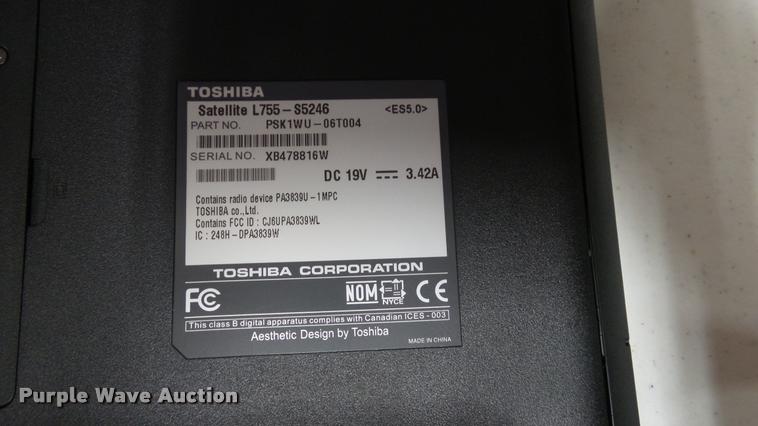 TOSHIBA
Satellite L755-S5246 <ES5.0>
PART NO. PSK1WU-06T004
SERIAL NO. XB478816W
DC 19V 3.42A
Contains radio device PA3839U-1MPC
TOSHIBA co.,Ltd.
Contains FCC ID : CJ6UPA3839WL
IC : 248H-DPA3839W
TOSHIBA CORPORATION
FC NOM NYCE CE
This class B digital apparatus complies with Canadian ICES - 003
Aesthetic Design by Toshiba
MADE IN CHINA
Purple Wave Auction